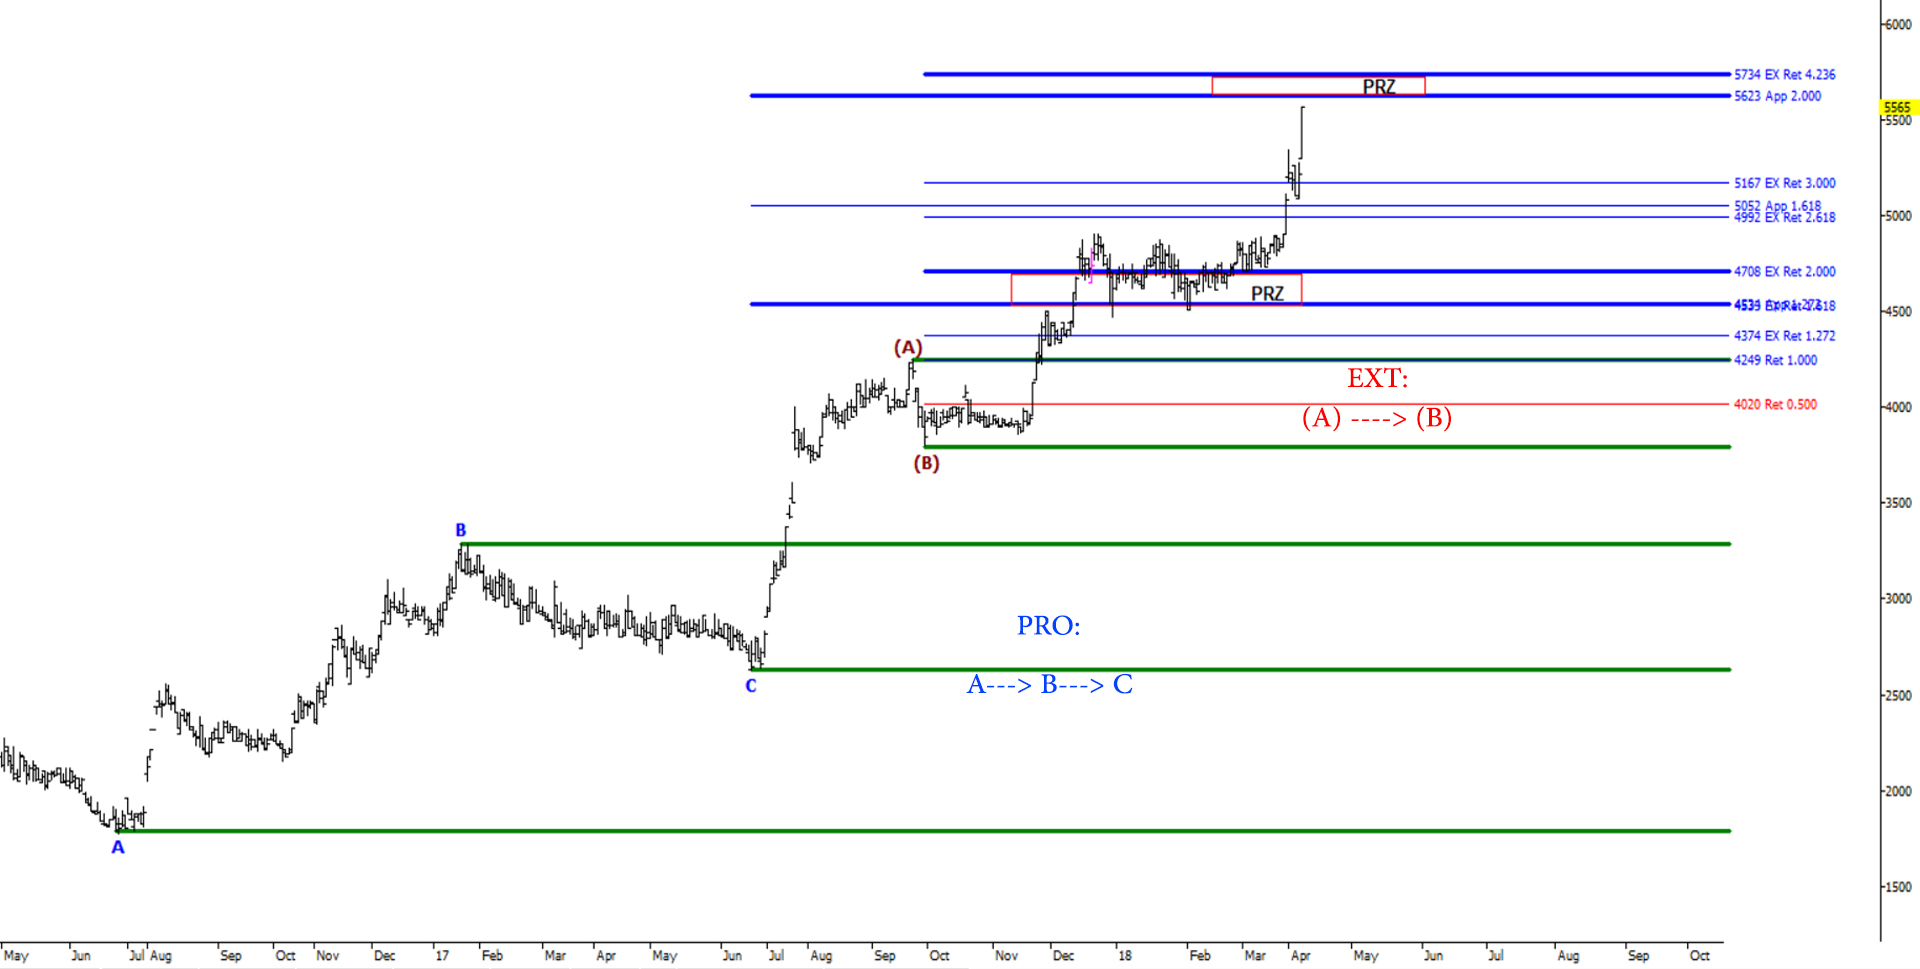 6000
5734 EX Ret 4.236
PRZ
5623 App 2.000
5565
5500
5167 EX Ret 3.000
5052 App 1.618
5000
4992 EX Ret 2.618
4708 EX Ret 2.000
PRZ
4500
4374 EX Ret 1.272
(A)
4249 Ret 1.000
EXT:
4020 Ret 0.500
4000
(A) ----> (B)
(B)
3500
B
3000
PRO:
C
A---> B---> C
2500
2000
A
1500
May Jun Jul Aug Sep Oct Nov Dec 17 Feb Mar Apr May Jun Jul Aug Sep Oct Nov Dec 18 Feb Mar Apr May Jun Jul Aug Sep Oct